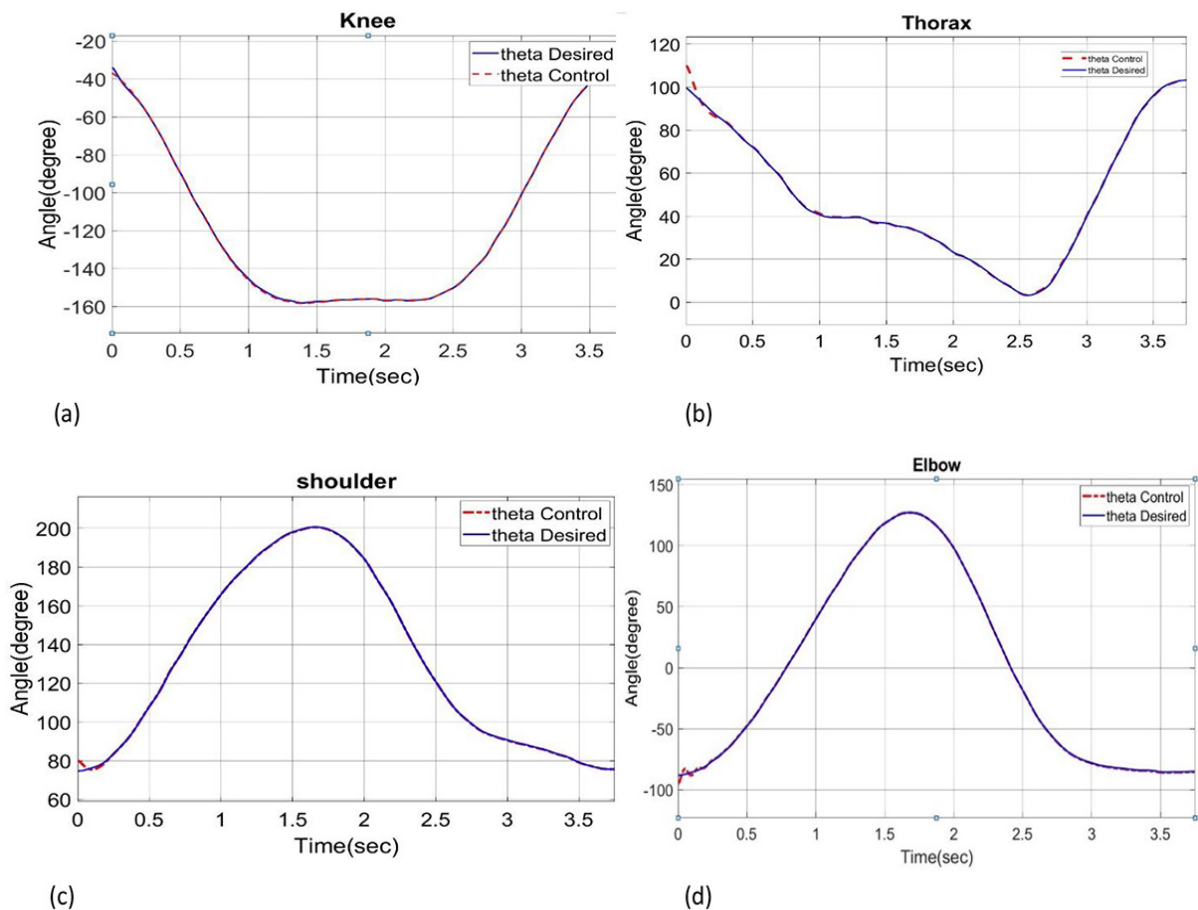 Knee
-20
-40
-60
-80
-100
-120
-140
-160
Angle(degree)
theta Desired
theta Control
0 0.5 1 1.5 2 2.5 3 3.5
Time(sec)
(a)
Thorax
120
100
80
60
40
20
0
Angle(degree)
theta Control
theta Desired
0 0.5 1 1.5 2 2.5 3 3.5
Time(sec)
(b)
shoulder
200
180
160
140
120
100
80
60
Angle(degree)
theta Control
theta Desired
0 0.5 1 1.5 2 2.5 3 3.5
Time(sec)
(c)
Elbow
150
100
50
0
-50
-100
Angle(degree)
theta Control
theta Desired
0 0.5 1 1.5 2 2.5 3 3.5
Time(sec)
(d)